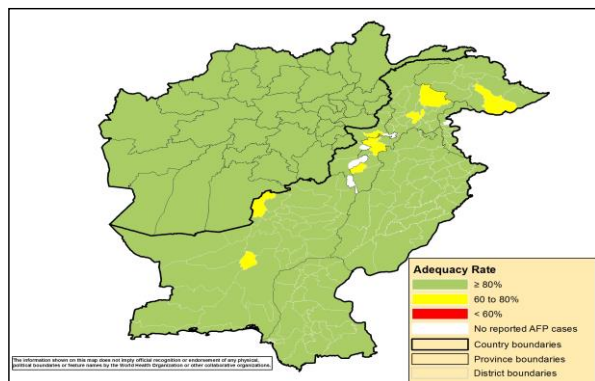 Adequacy Rate
≥ 80%
60 to 80%
< 60%
No reported AFP cases
Country boundaries
Province boundaries
District boundaries
The information shown on this map does not imply official recognition or endorsement of any physical,
political boundaries or feature names by the World Health Organization or other collaborative organizations.